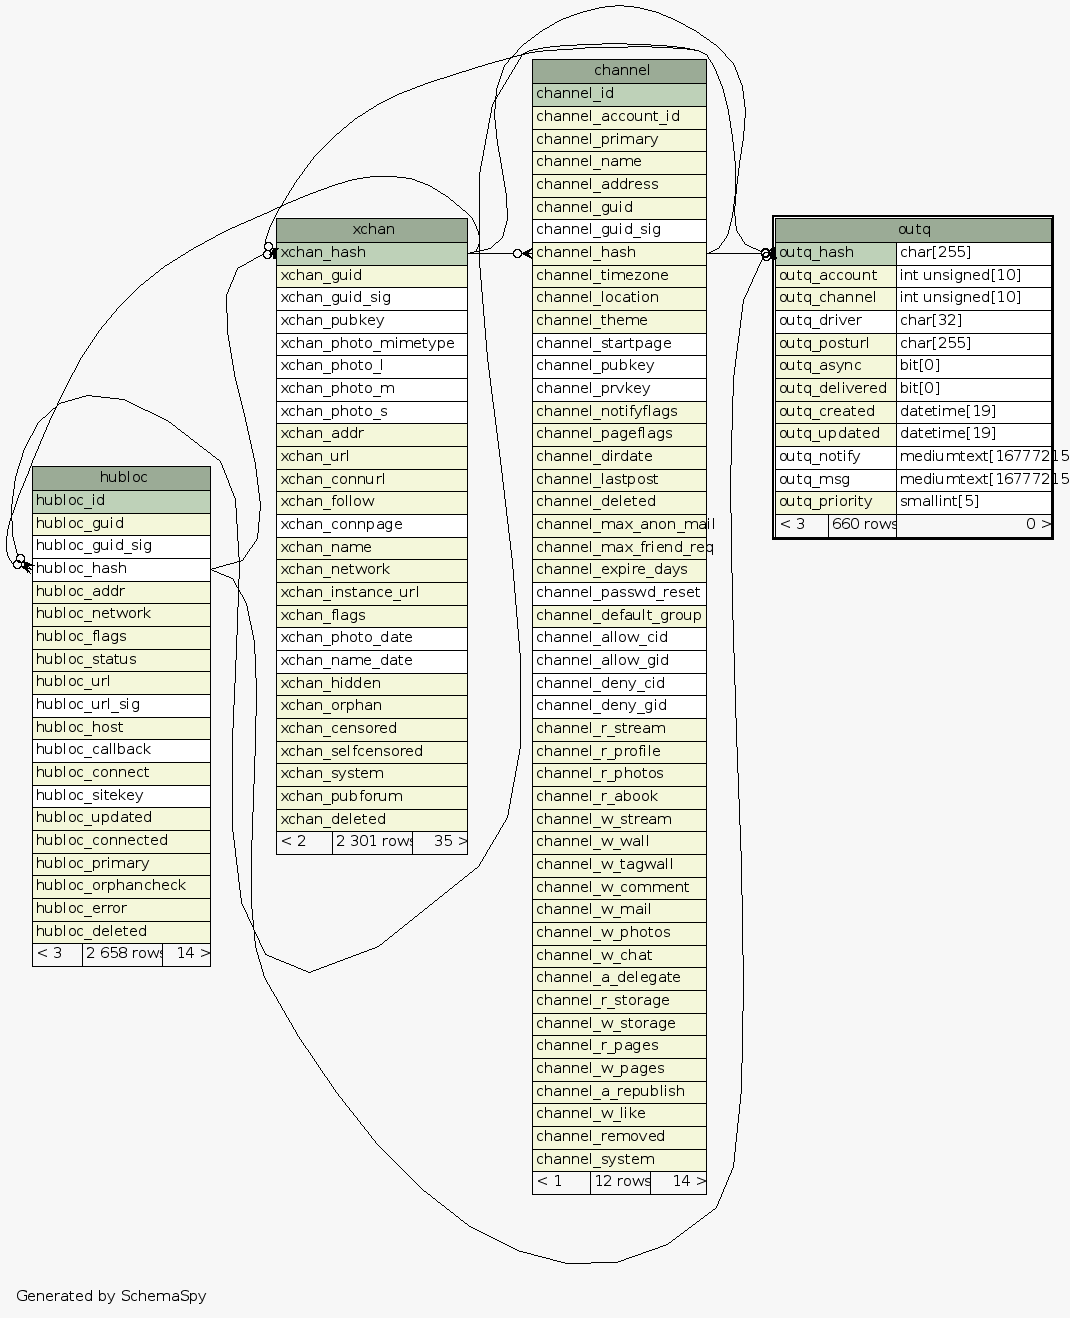 channel
channel_id
channel_account_id
channel_primary
channel_name
channel_address
channel_guid
channel_guid_sig
channel_hash
channel_timezone
channel_location
channel_theme
channel_startpage
channel_pubkey
channel_prvkey
channel_notifyflags
channel_pageflags
channel_dirdate
channel_lastpost
channel_deleted
channel_max_anon_mail
channel_max_friend_req
channel_expire_days
channel_passwd_reset
channel_default_group
channel_allow_cid
channel_allow_gid
channel_deny_cid
channel_deny_gid
channel_r_stream
channel_r_profile
channel_r_photos
channel_r_abook
channel_w_stream
channel_w_wall
channel_w_tagwall
channel_w_comment
channel_w_mail
channel_w_photos
channel_w_chat
channel_a_delegate
channel_r_storage
channel_w_storage
channel_r_pages
channel_w_pages
channel_a_republish
channel_w_like
channel_removed
channel_system
< 1 12 rows 14 >
xchan
xchan_hash
xchan_guid
xchan_guid_sig
xchan_pubkey
xchan_photo_mimetype
xchan_photo_l
xchan_photo_m
xchan_photo_s
xchan_addr
xchan_url
xchan_connurl
xchan_follow
xchan_connpage
xchan_name
xchan_network
xchan_instance_url
xchan_flags
xchan_photo_date
xchan_name_date
xchan_hidden
xchan_orphan
xchan_censored
xchan_selfcensored
xchan_system
xchan_pubforum
xchan_deleted
< 2 2 301 rows 35 >
outq
outq_hash char[255]
outq_account int unsigned[10]
outq_channel int unsigned[10]
outq_driver char[32]
outq_posturl char[255]
outq_async bit[0]
outq_delivered bit[0]
outq_created datetime[19]
outq_updated datetime[19]
outq_notify mediumtext[16777215
outq_msg mediumtext[16777215
outq_priority smallint[5]
< 3 660 rows 0 >
hubloc
hubloc_id
hubloc_guid
hubloc_guid_sig
hubloc_hash
hubloc_addr
hubloc_network
hubloc_flags
hubloc_status
hubloc_url
hubloc_url_sig
hubloc_host
hubloc_callback
hubloc_connect
hubloc_sitekey
hubloc_updated
hubloc_connected
hubloc_primary
hubloc_orphancheck
hubloc_error
hubloc_deleted
< 3 2 658 rows 14 >
Generated by SchemaSpy